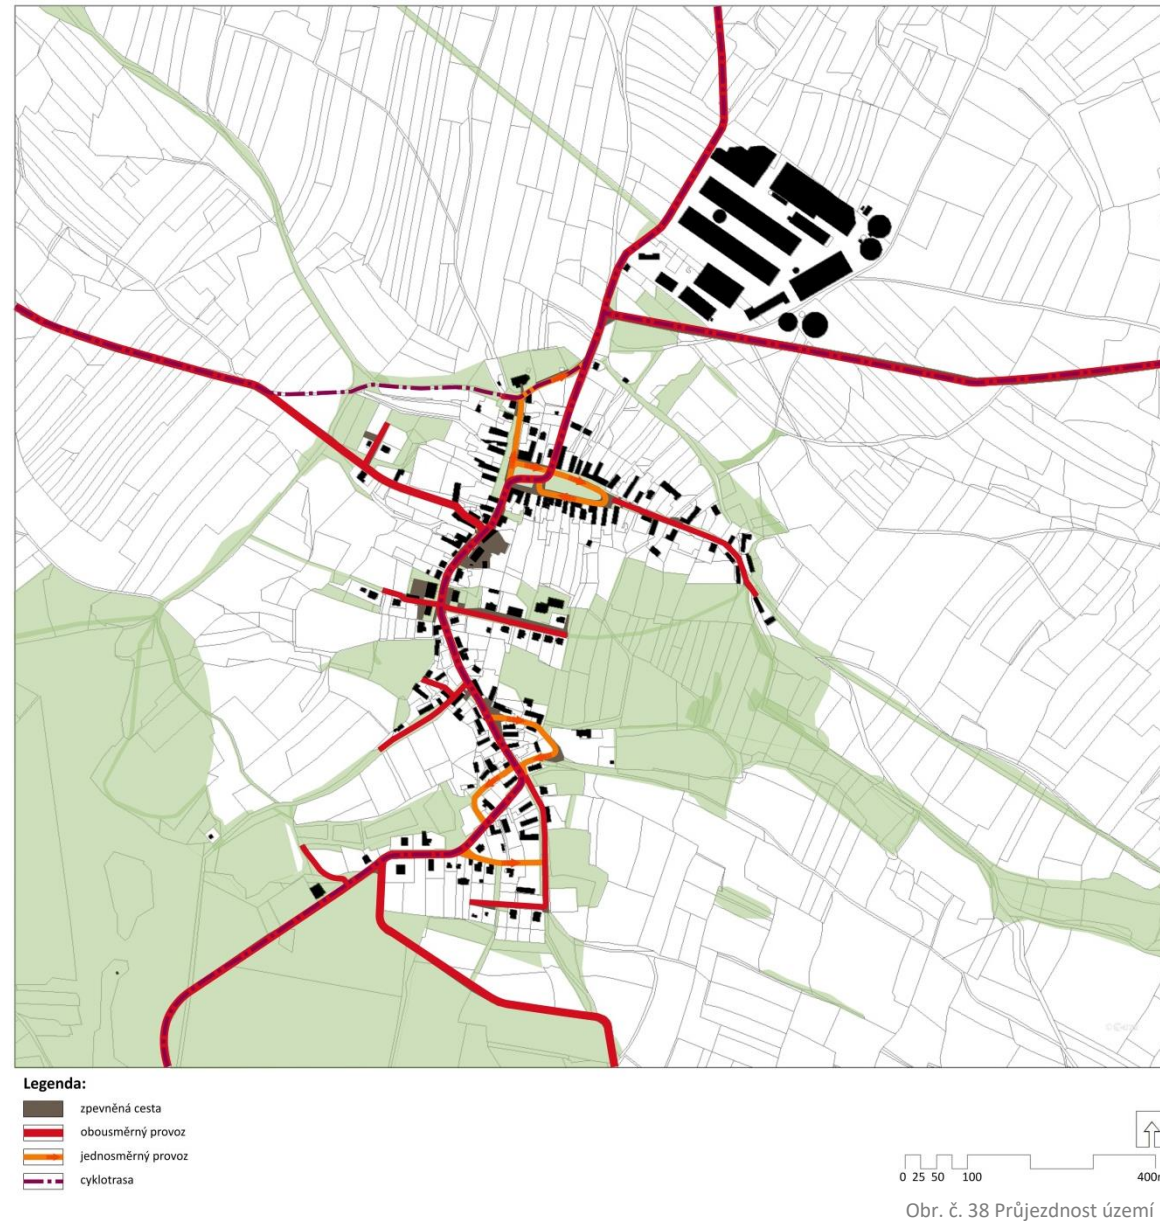 Legenda:
zpevněná cesta
obousměrný provoz
jednosměrný provoz
cyklotrasa
0 25 50 100 400m
Obr. č. 38 Průjezdnost území